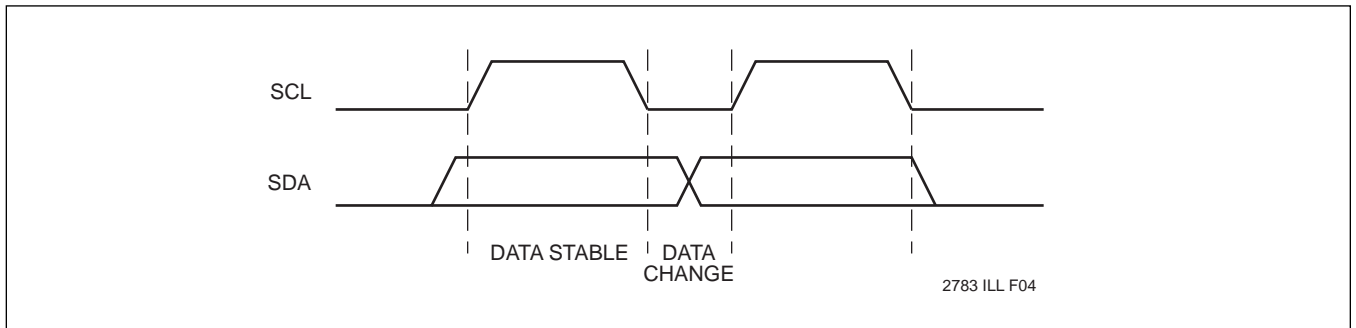 SCL
SDA
DATA STABLE
DATA
CHANGE
2783 ILL F04